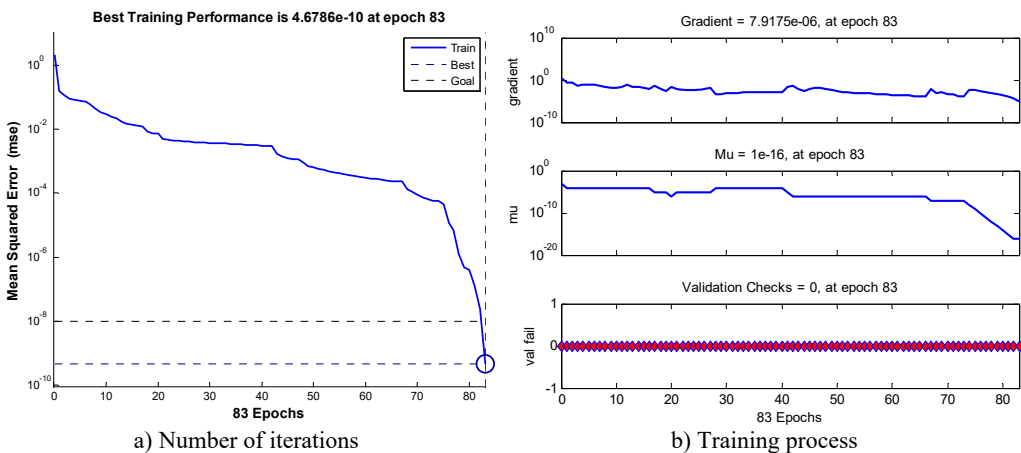 Best Training Performance is 4.6786e-10 at epoch 83
Mean Squared Error (mse)
10^0
10^-2
10^-4
10^-6
10^-8
10^-10
Train
Best
Goal
0 10 20 30 40 50 60 70 80
83 Epochs
a) Number of iterations
Gradient = 7.9175e-06, at epoch 83
gradient
10^10
10^0
10^-10
Mu = 1e-16, at epoch 83
mu
10^0
10^-10
10^-20
Validation Checks = 0, at epoch 83
val fail
1
0
-1
0 10 20 30 40 50 60 70 80
83 Epochs
b) Training process